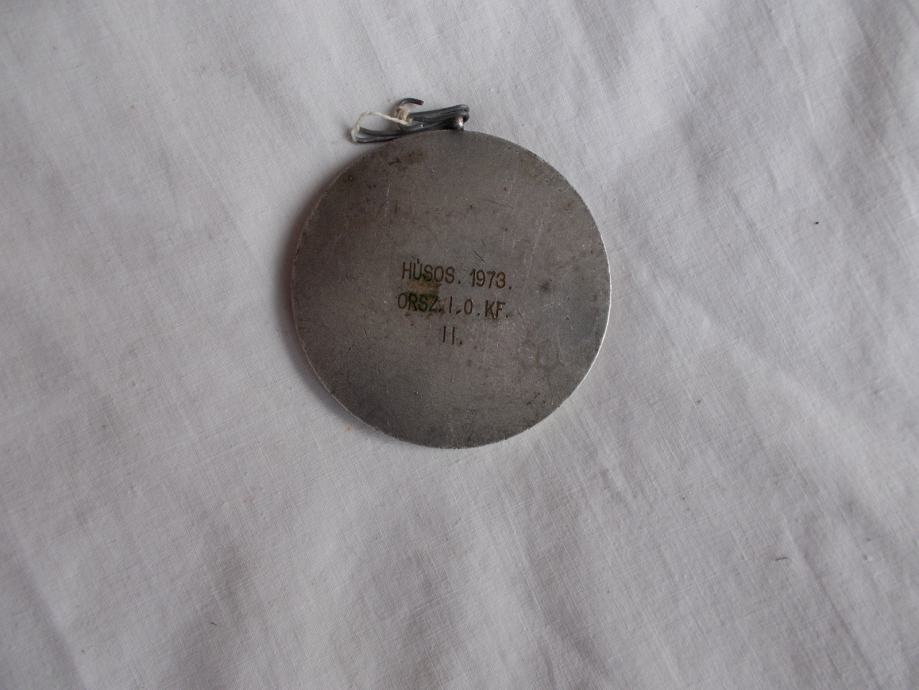 HÚSOS. 1973.
ORSZ. I. O. KF.
II.